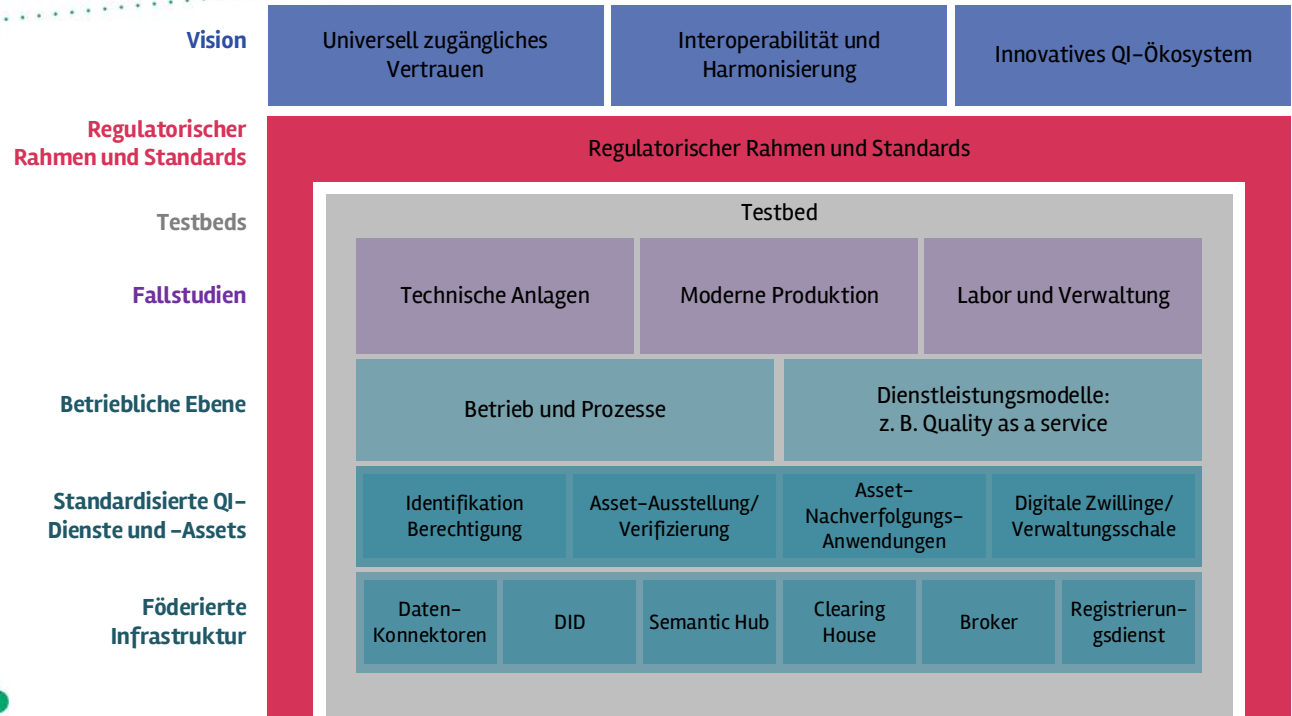 Vision
Universell zugängliches
Vertrauen
Interoperabilität und
Harmonisierung
Innovatives QI-Ökosystem
Regulatorischer
Rahmen und Standards
Regulatorischer Rahmen und Standards
Testbeds
Testbed
Fallstudien
Technische Anlagen
Moderne Produktion
Labor und Verwaltung
Betriebliche Ebene
Betrieb und Prozesse
Dienstleistungsmodelle:
z. B. Quality as a service
Standardisierte QI-
Dienste und -Assets
Identifikation
Berechtigung
Asset-Ausstellung/
Verifizierung
Asset-
Nachverfolgungs-
Anwendungen
Digitale Zwillinge/
Verwaltungsschale
Föderierte
Infrastruktur
Daten-
Konnektoren
DID
Semantic Hub
Clearing
House
Broker
Registrierun-
gsdienst